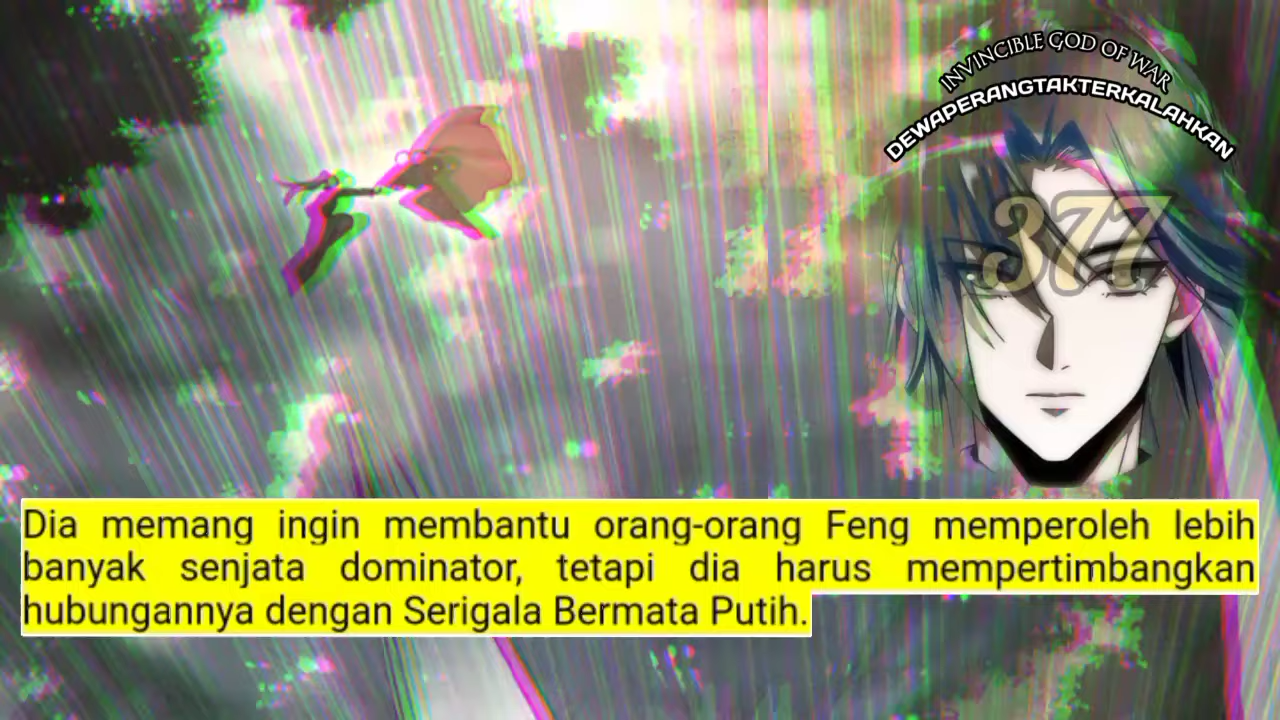 INVINCIBLE GOD OF WAR
DEWAPERANGTAKTERKALAHKAN
377
Dia memang ingin membantu orang-orang Feng memperoleh lebih
banyak senjata dominator, tetapi dia harus mempertimbangkan
hubungannya dengan Serigala Bermata Putih.